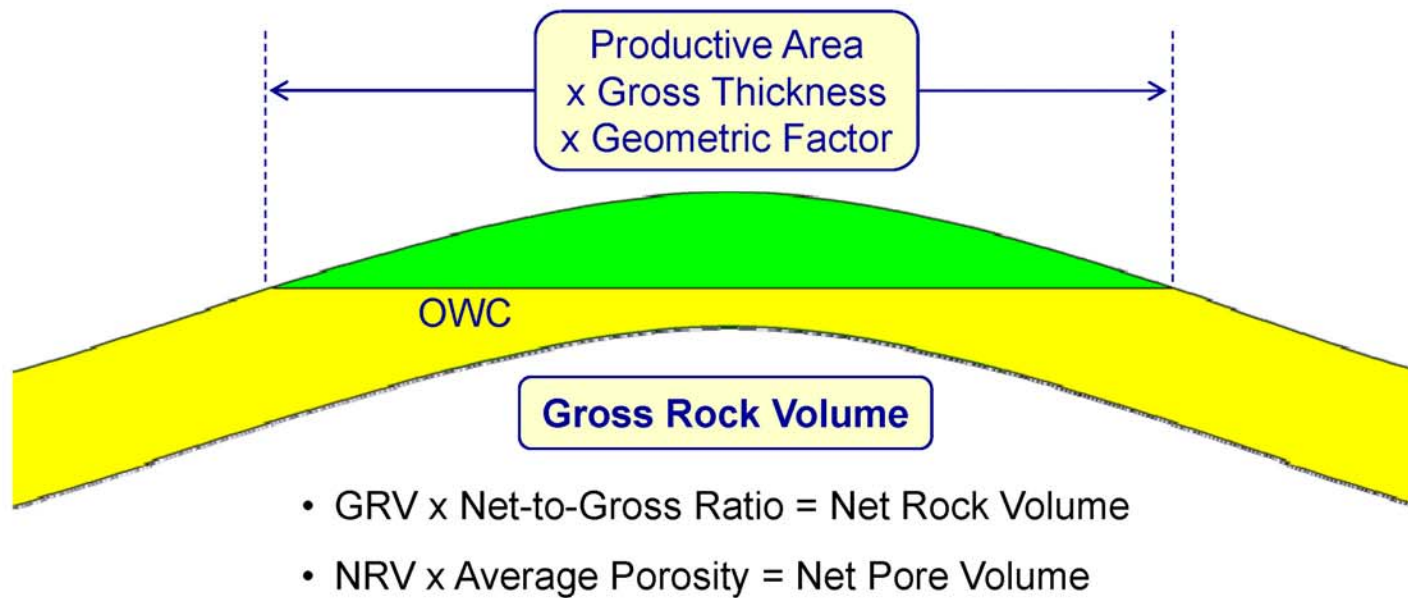 Productive Area
x Gross Thickness
x Geometric Factor
OWC
Gross Rock Volume
• GRV x Net-to-Gross Ratio = Net Rock Volume
• NRV x Average Porosity = Net Pore Volume